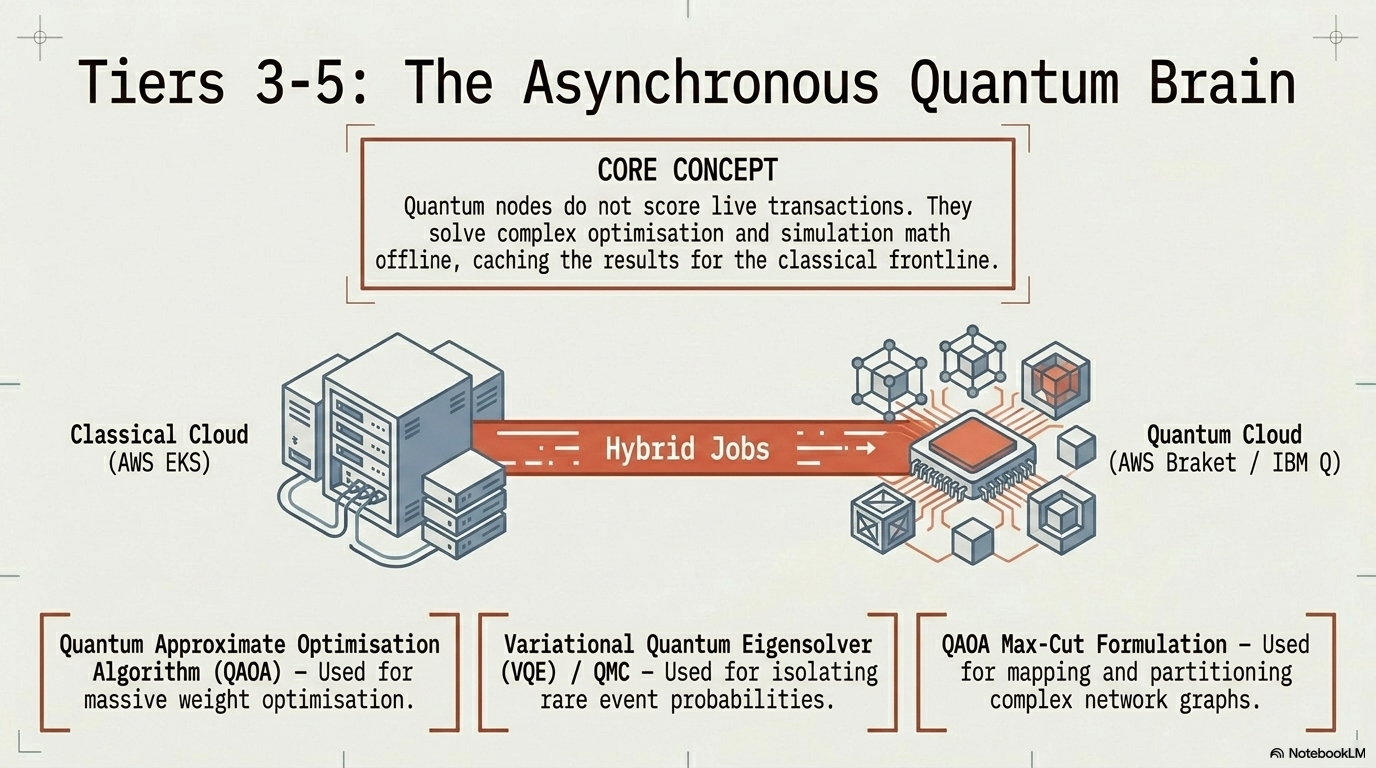 Tiers 3-5: The Asynchronous Quantum Brain
CORE CONCEPT
Quantum nodes do not score live transactions. They
solve complex optimisation and simulation math
offline, caching the results for the classical frontline.
Classical Cloud
(AWS EKS)
Hybrid Jobs
Quantum Cloud
(AWS Braket / IBM Q)
Quantum Approximate Optimisation
Algorithm (QAOA) – Used for
massive weight optimisation.
Variational Quantum Eigensolver
(VQE) / QMC – Used for isolating
rare event probabilities.
QAOA Max-Cut Formulation – Used
for mapping and partitioning
complex network graphs.
NotebookLM